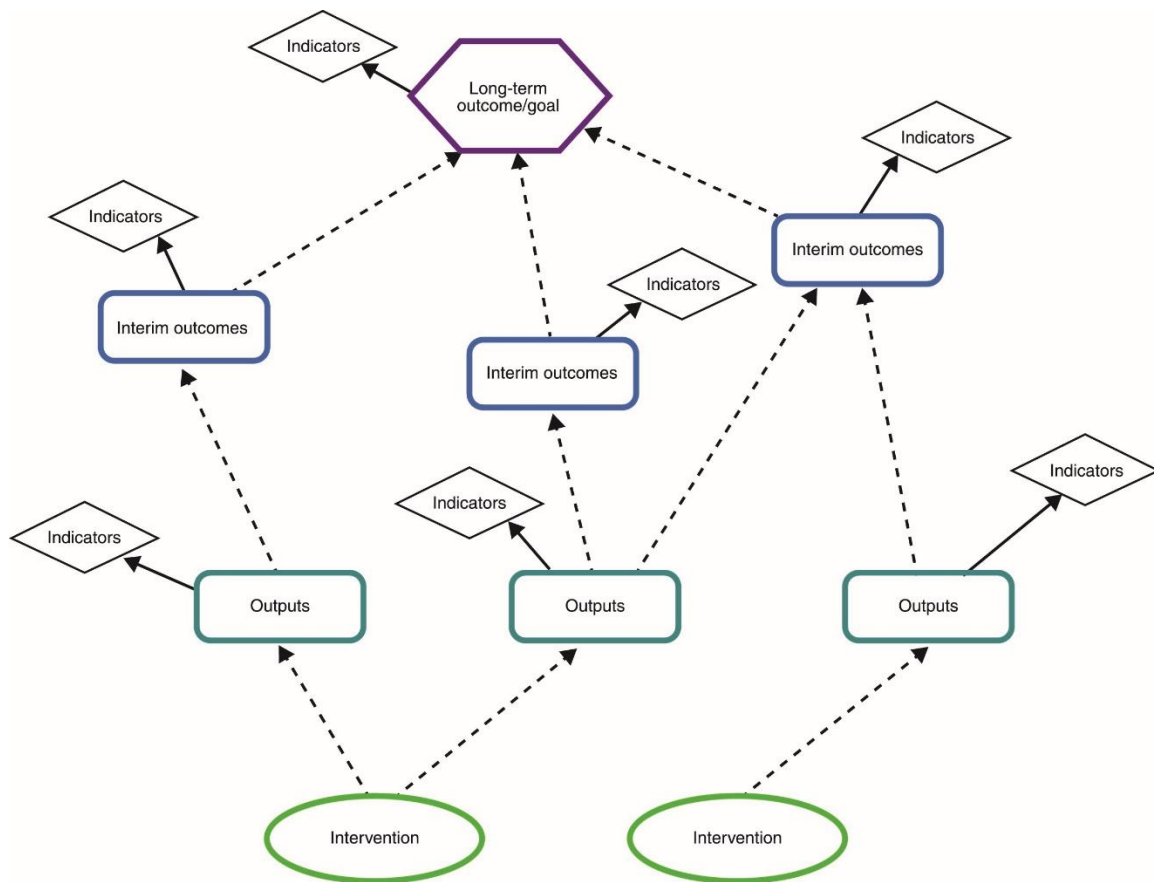 Indicators
Long-term
outcome/goal
Indicators
Indicators
Interim outcomes
Indicators
Interim outcomes
Interim outcomes
Indicators
Indicators
Indicators
Outputs
Outputs
Outputs
Intervention
Intervention